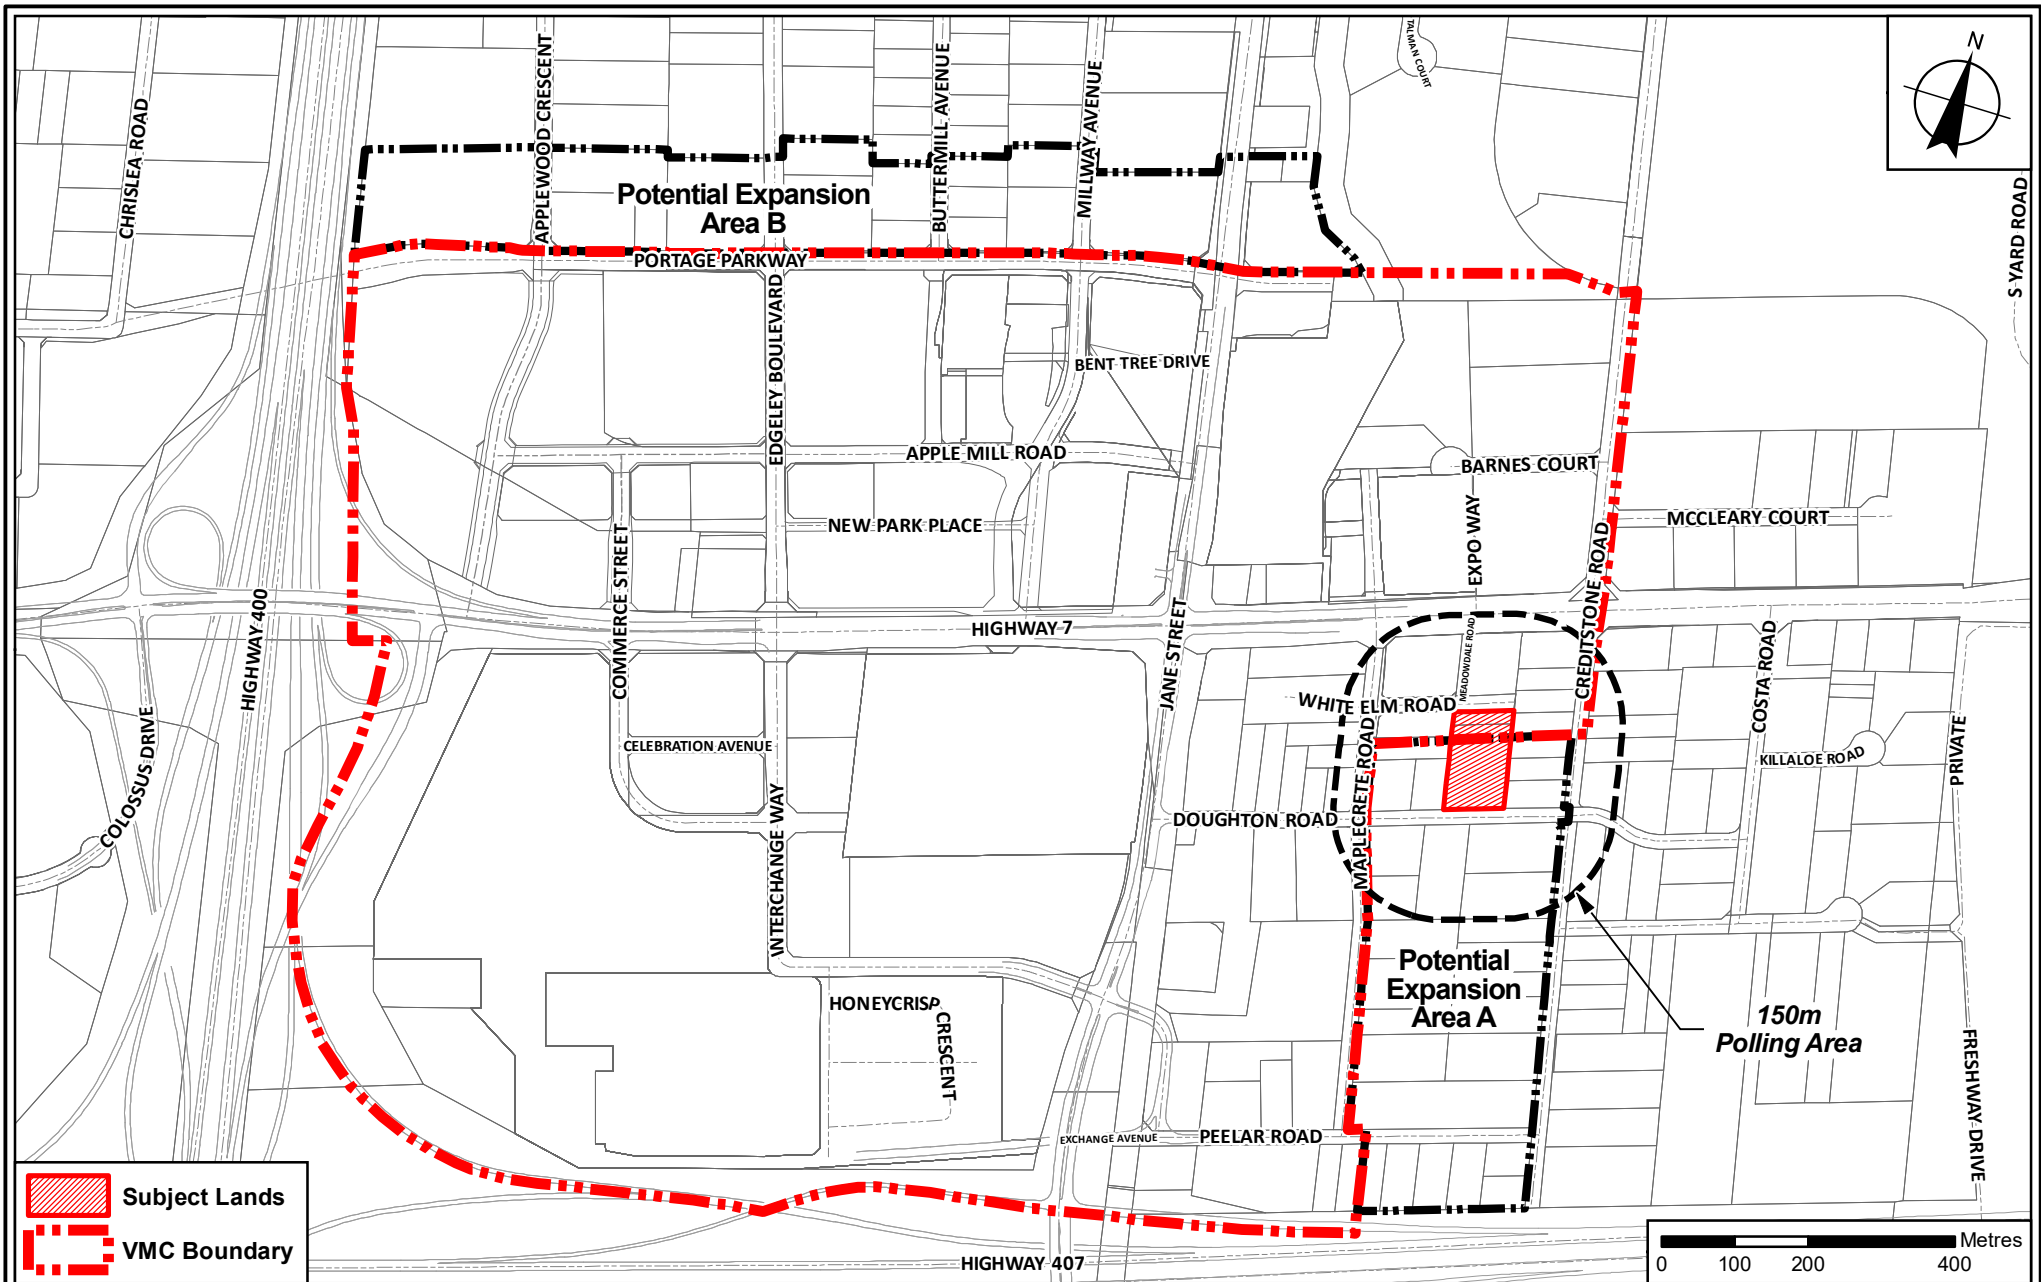 TALMAN COURT
N
CHRISLEA ROAD
APPLEWOOD CRESCENT
BUTTERMILL AVENUE
MILLWAY AVENUE
S YARD ROAD
Potential Expansion
Area B
PORTAGE PARKWAY
EDGELEY BOULEVARD
BENT TREE DRIVE
APPLE MILL ROAD
BARNES COURT
NEW PARK PLACE
EXPO WAY
MCCLEARY COURT
COMMERCE STREET
CREDITSTONE ROAD
HIGHWAY 400
HIGHWAY 7
JANE STREET
MEADOWDALE ROAD
COSTA ROAD
WHITE ELM ROAD
COLOSSUS DRIVE
CELEBRATION AVENUE
MAPLECRETE ROAD
KILLALOE ROAD
PRIVATE
INTERCHANGE WAY
DOUGHTON ROAD
Potential
Expansion
Area A
HONEYCRISP CRESCENT
150m
Polling Area
FRESHWAY DRIVE
EXCHANGE AVENUE
PEELAR ROAD
HIGHWAY 407
Subject Lands
VMC Boundary
Metres
0 100 200 400